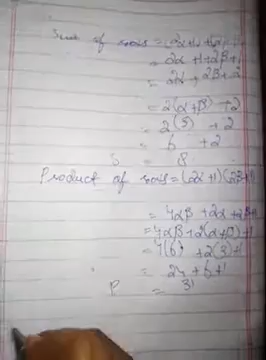 Sum of roots = (2α+1)+(2β+1)
= 2α+1+2β+1
= 2α+2β+2
= 2(α+β)+2
= 2(3)+2
= 6+2
S = 8
Product of roots = (2α+1)(2β+1)
= 4αβ+2α+2β+1
= 4αβ+2(α+β)+1
= 4(6)+2(3)+1
= 24+6+1
P = 31